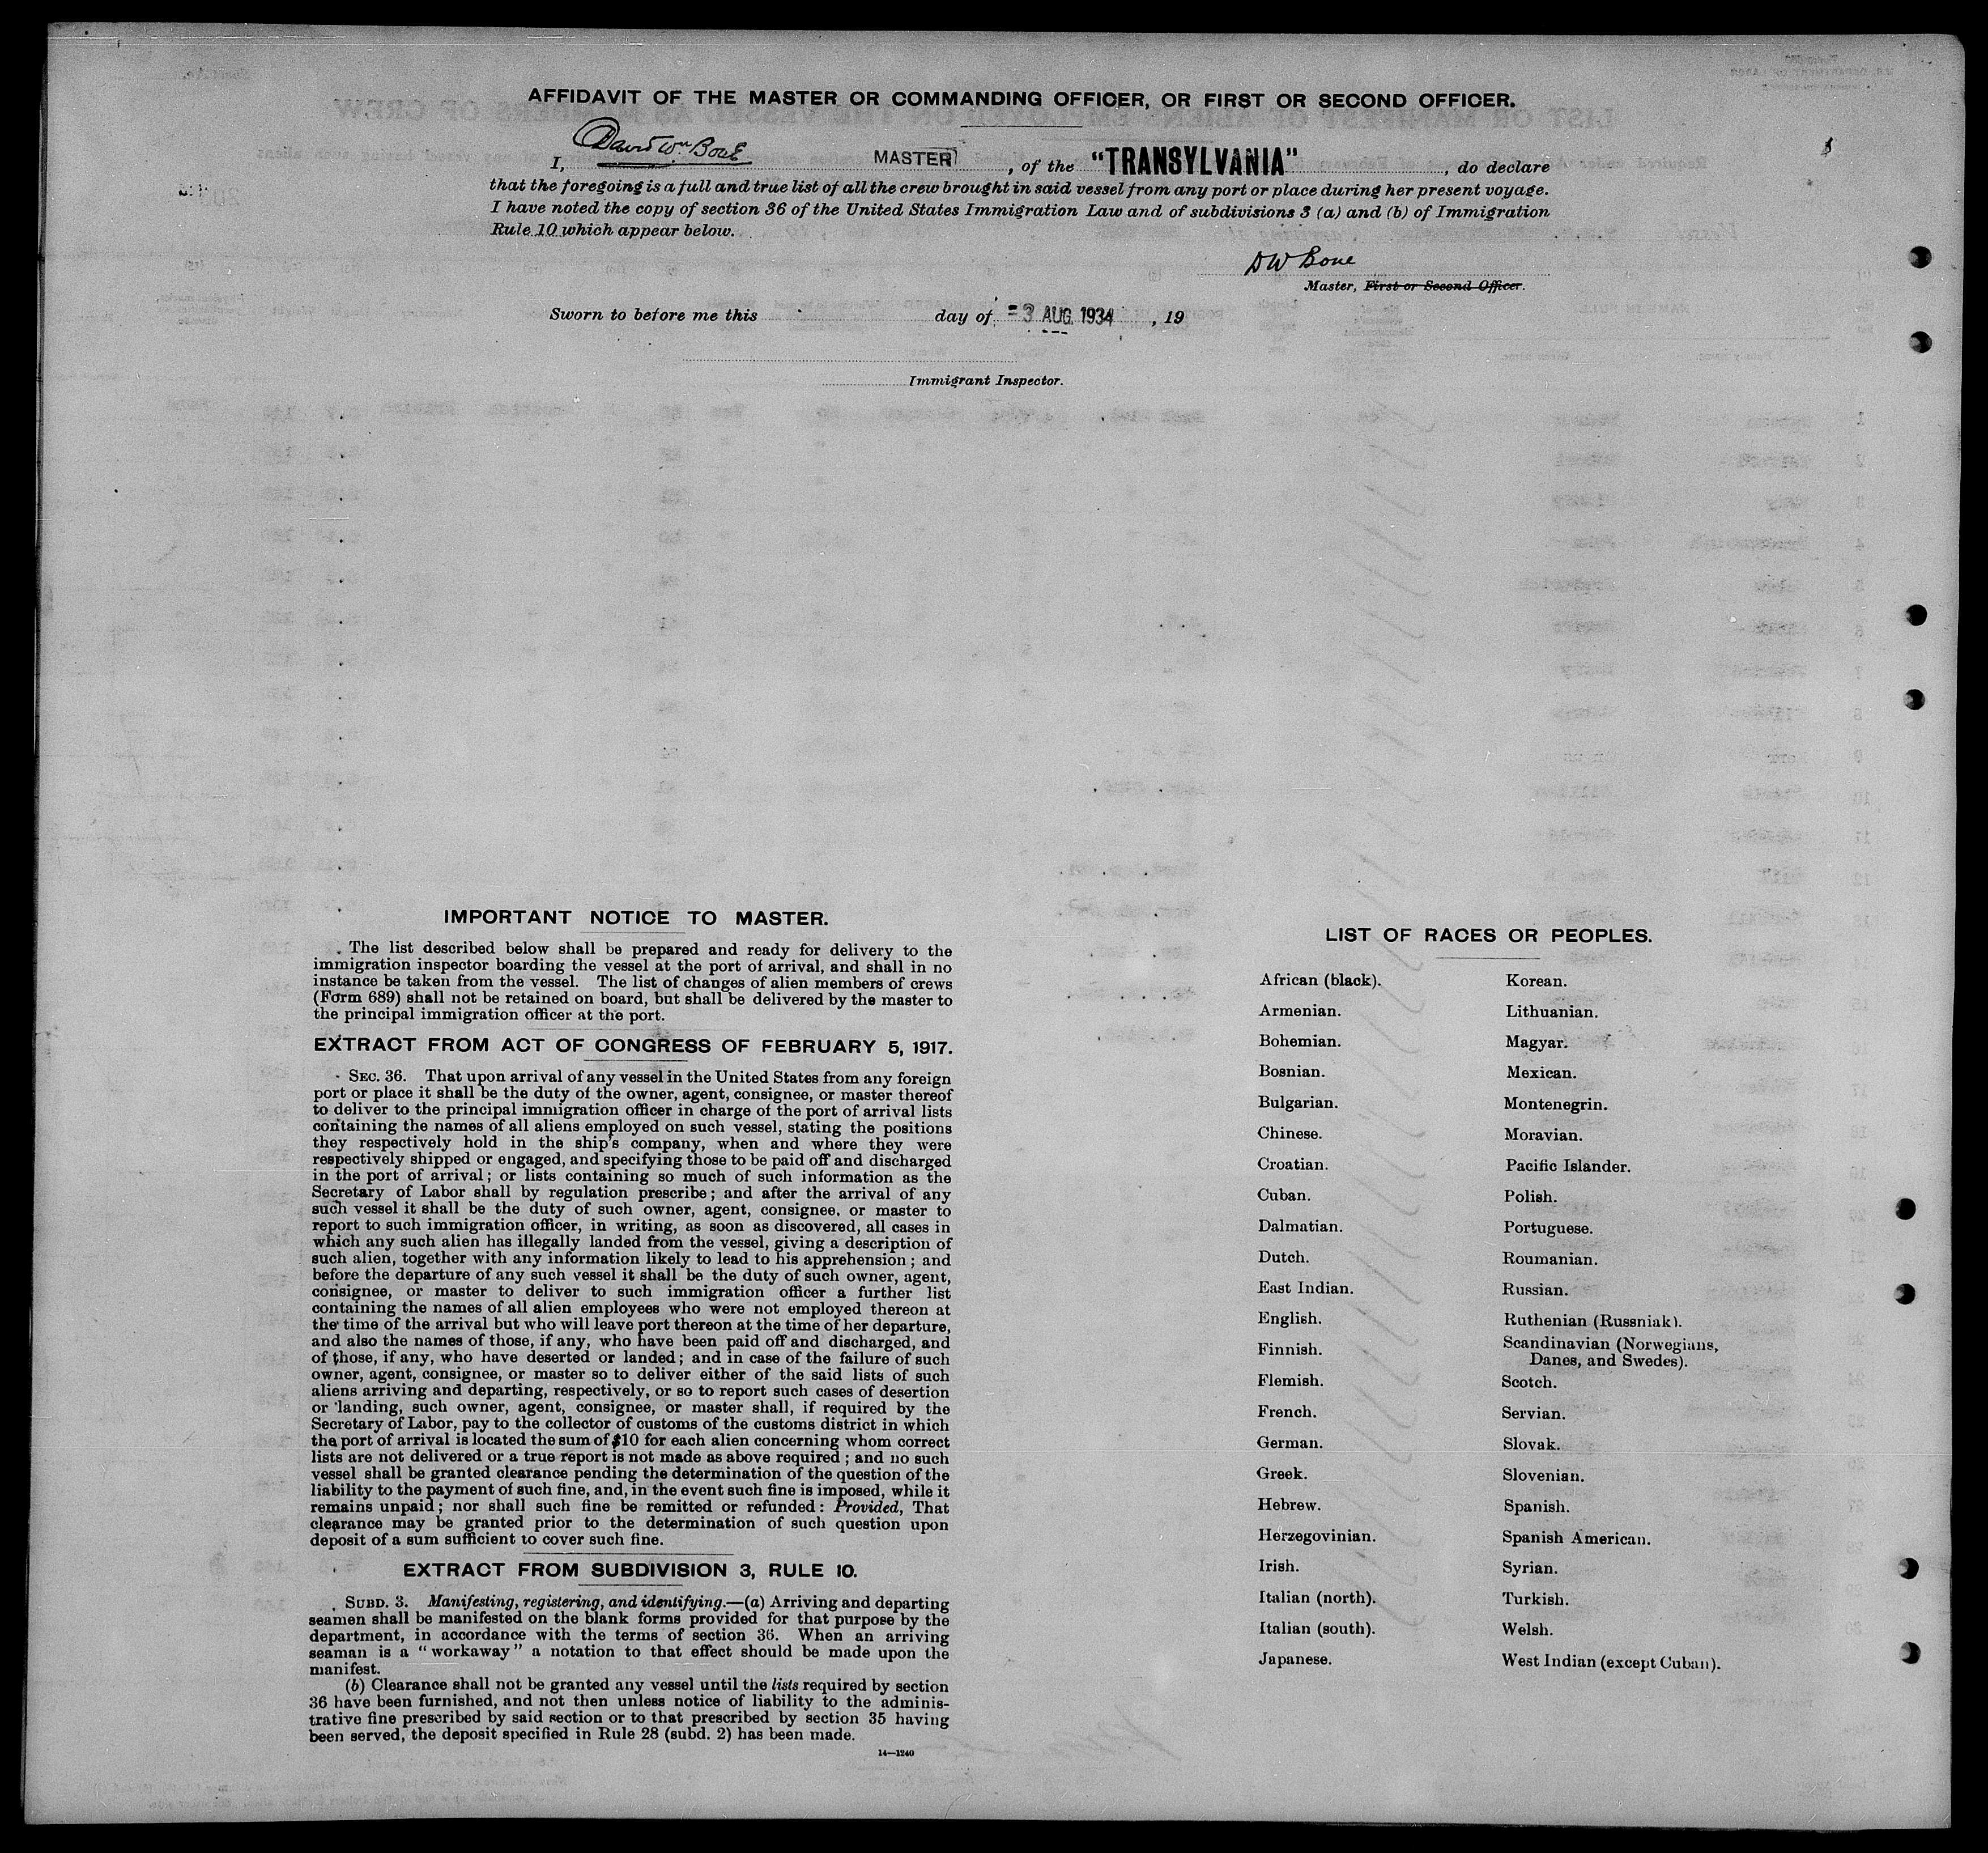 AFFIDAVIT OF THE MASTER OR COMMANDING OFFICER, OR FIRST OR SECOND OFFICER.
I, David Wm Bone MASTER, of the "TRANSYLVANIA", do declare
that the foregoing is a full and true list of all the crew brought in said vessel from any port or place during her present voyage.
I have noted the copy of section 36 of the United States Immigration Law and of subdivisions 3 (a) and (b) of Immigration
Rule 10 which appear below.
DW Bone
Master, First or Second Officer.
Sworn to before me this day of -3 AUG. 1934, 19
Immigrant Inspector.
IMPORTANT NOTICE TO MASTER.
The list described below shall be prepared and ready for delivery to the
immigration inspector boarding the vessel at the port of arrival, and shall in no
instance be taken from the vessel. The list of changes of alien members of crews
(Form 689) shall not be retained on board, but shall be delivered by the master to
the principal immigration officer at the port.
EXTRACT FROM ACT OF CONGRESS OF FEBRUARY 5, 1917.
SEC. 36. That upon arrival of any vessel in the United States from any foreign
port or place it shall be the duty of the owner, agent, consignee, or master thereof
to deliver to the principal immigration officer in charge of the port of arrival lists
containing the names of all aliens employed on such vessel, stating the positions
they respectively hold in the ship's company, when and where they were
respectively shipped or engaged, and specifying those to be paid off and discharged
in the port of arrival; or lists containing so much of such information as the
Secretary of Labor shall by regulation prescribe; and after the arrival of any
such vessel it shall be the duty of such owner, agent, consignee, or master to
report to such immigration officer, in writing, as soon as discovered, all cases in
which any such alien has illegally landed from the vessel, giving a description of
such alien, together with any information likely to lead to his apprehension; and
before the departure of any such vessel it shall be the duty of such owner, agent,
consignee, or master to deliver to such immigration officer a further list
containing the names of all alien employees who were not employed thereon at
the time of the arrival but who will leave port thereon at the time of her departure,
and also the names of those, if any, who have been paid off and discharged, and
of those, if any, who have deserted or landed; and in case of the failure of such
owner, agent, consignee, or master so to deliver either of the said lists of such
aliens arriving and departing, respectively, or so to report such cases of desertion
or landing, such owner, agent, consignee, or master shall, if required by the
Secretary of Labor, pay to the collector of customs of the customs district in which
the port of arrival is located the sum of $10 for each alien concerning whom correct
lists are not delivered or a true report is not made as above required; and no such
vessel shall be granted clearance pending the determination of the question of the
liability to the payment of such fine, and, in the event such fine is imposed, while it
remains unpaid; nor shall such fine be remitted or refunded: Provided, That
clearance may be granted prior to the determination of such question upon
deposit of a sum sufficient to cover such fine.
EXTRACT FROM SUBDIVISION 3, RULE 10.
SUBD. 3. Manifesting, registering, and identifying.—(a) Arriving and departing
seamen shall be manifested on the blank forms provided for that purpose by the
department, in accordance with the terms of section 36. When an arriving
seaman is a "workaway" a notation to that effect should be made upon the
manifest.
(b) Clearance shall not be granted any vessel until the lists required by section
36 have been furnished, and not then unless notice of liability to the adminis-
trative fine prescribed by said section or to that prescribed by section 35 having
been served, the deposit specified in Rule 28 (subd. 2) has been made.
14—1240
LIST OF RACES OR PEOPLES.
African (black).
Armenian.
Bohemian.
Bosnian.
Bulgarian.
Chinese.
Croatian.
Cuban.
Dalmatian.
Dutch.
East Indian.
English.
Finnish.
Flemish.
French.
German.
Greek.
Hebrew.
Herzegovinian.
Irish.
Italian (north).
Italian (south).
Japanese.
Korean.
Lithuanian.
Magyar.
Mexican.
Montenegrin.
Moravian.
Pacific Islander.
Polish.
Portuguese.
Roumanian.
Russian.
Ruthenian (Russniak).
Scandinavian (Norwegians,
Danes, and Swedes).
Scotch.
Servian.
Slovak.
Slovenian.
Spanish.
Spanish American.
Syrian.
Turkish.
Welsh.
West Indian (except Cuban).